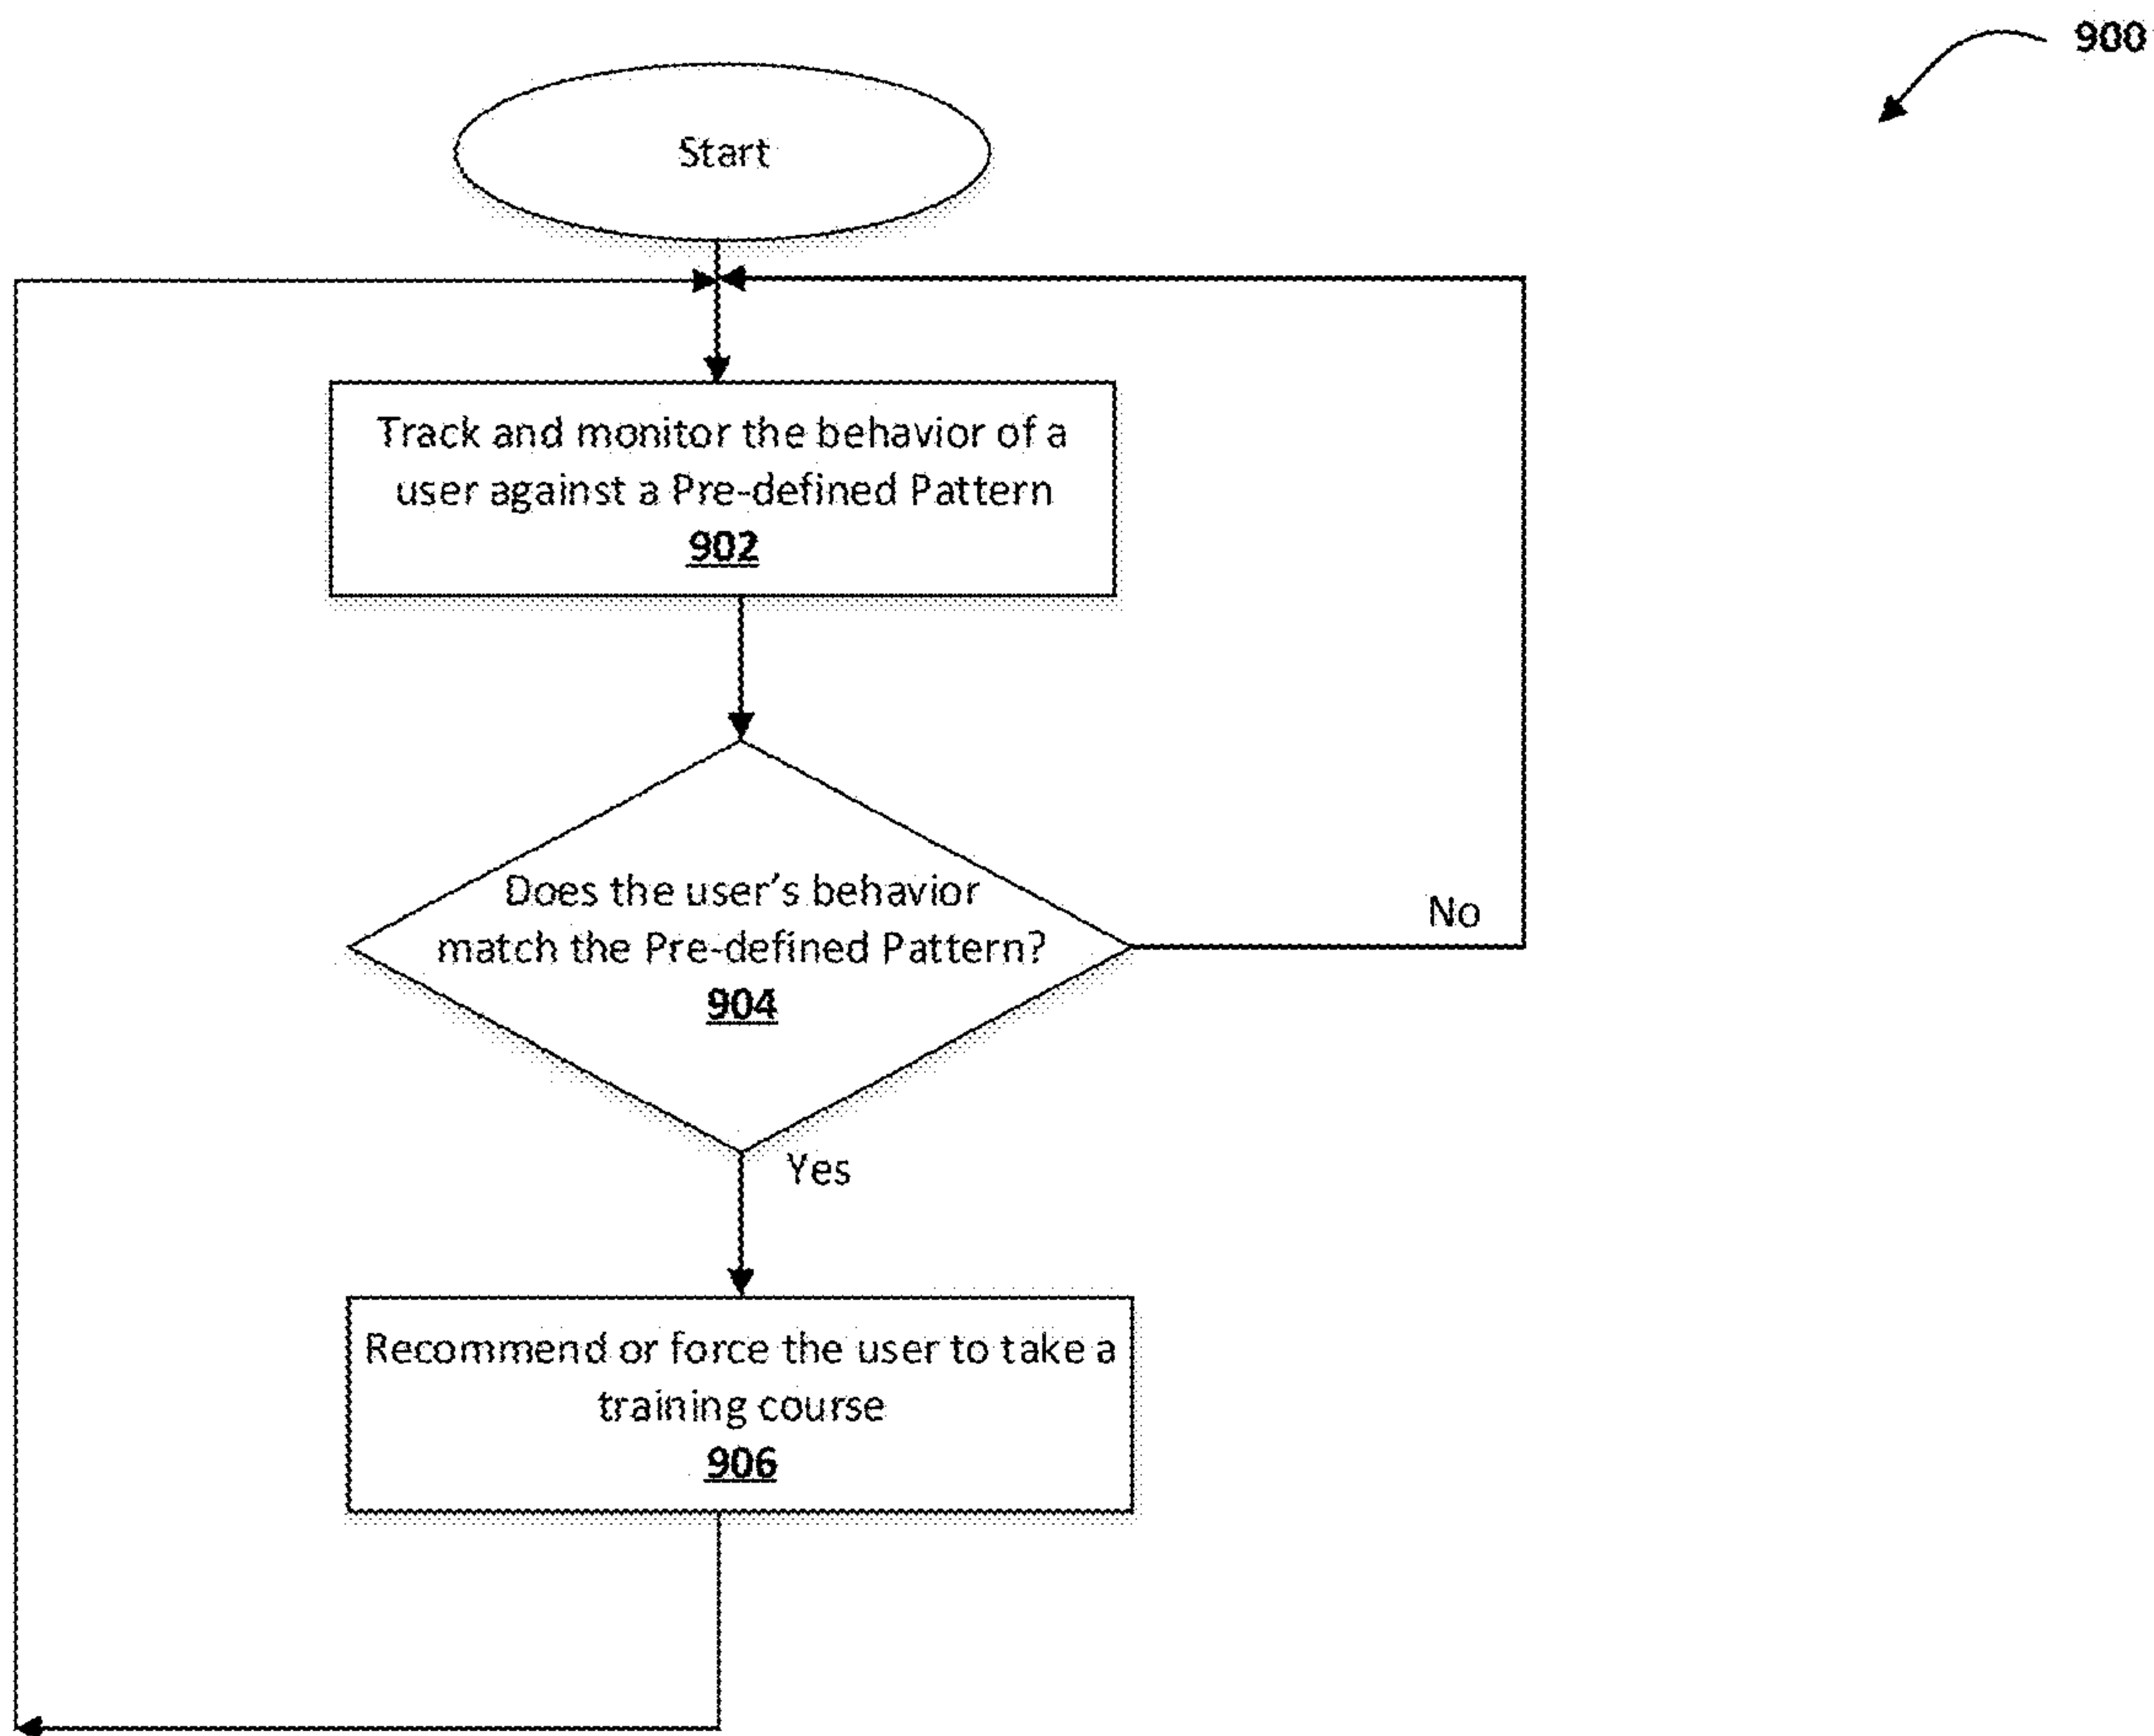 900
Start
Track and monitor the behavior of a
user against a Pre-defined Pattern
902
Does the user's behavior
match the Pre-defined Pattern?
904
No
Yes
Recommend or force the user to take a
training course
906